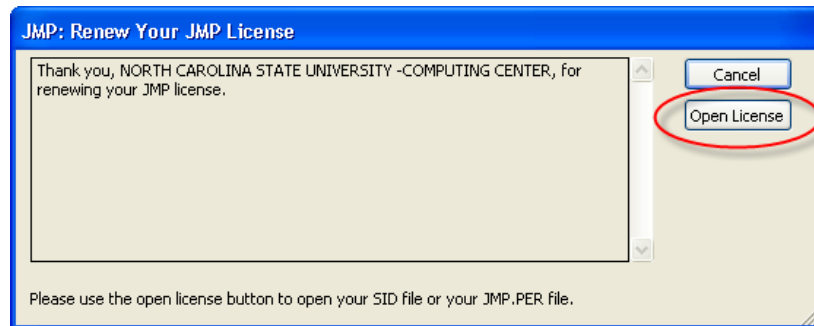 JMP: Renew Your JMP License
Thank you, NORTH CAROLINA STATE UNIVERSITY -COMPUTING CENTER, for
renewing your JMP license.
Cancel
Open License
Please use the open license button to open your SID file or your JMP.PER file.